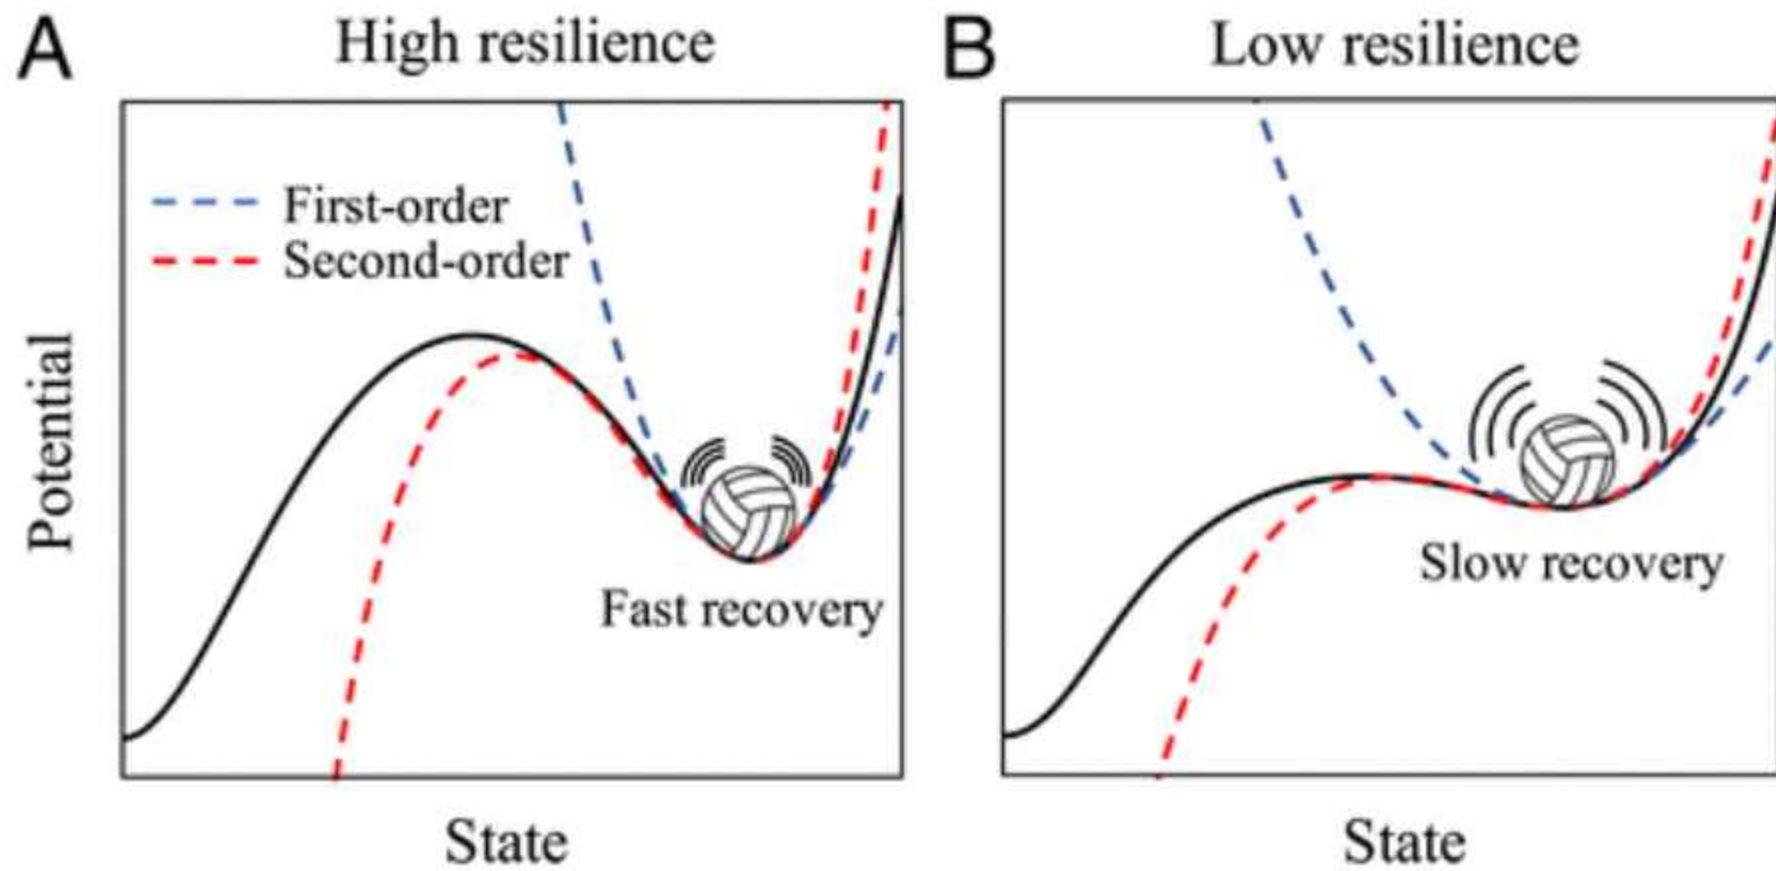 A
High resilience
First-order
Second-order
Potential
Fast recovery
State
B
Low resilience
Slow recovery
State